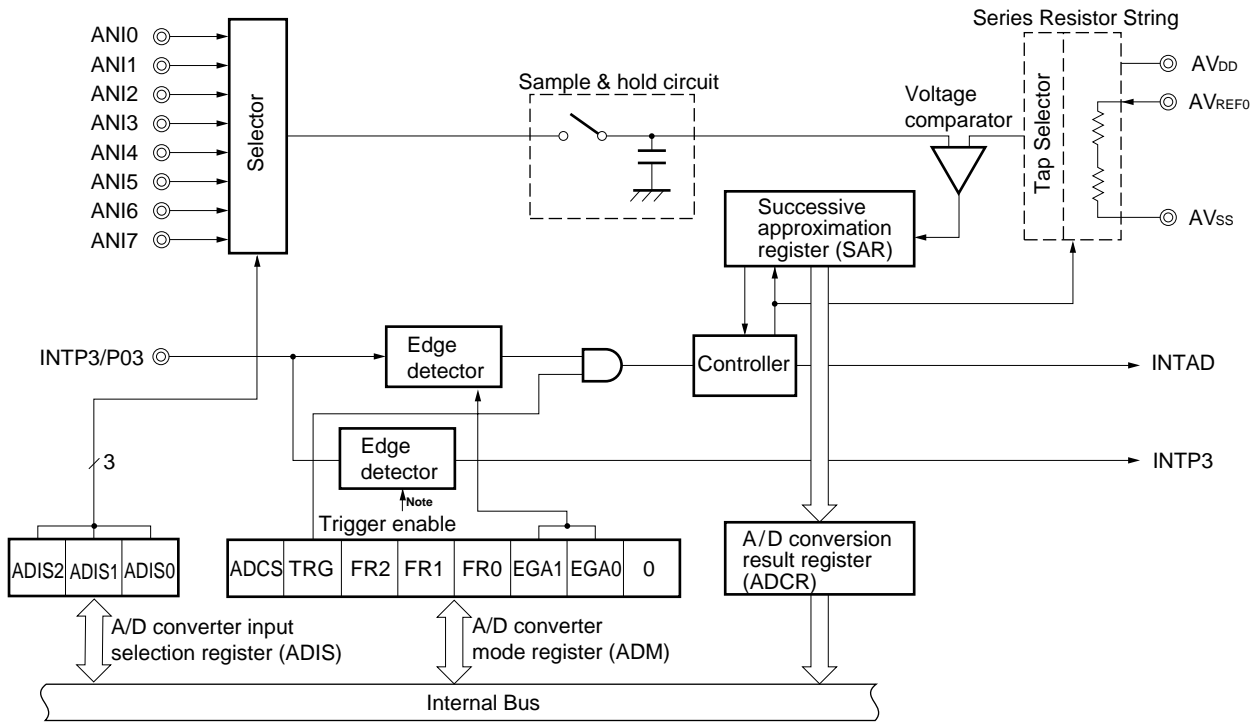 Series Resistor String
ANI0
ANI1
ANI2
ANI3
ANI4
ANI5
ANI6
ANI7
Selector
Sample & hold circuit
Voltage
comparator
Tap Selector
AVDD
AVREF0
AVSS
Successive
approximation
register (SAR)
INTP3/P03
Edge
detector
Controller
INTAD
Edge
detector
INTP3
3
Note
Trigger enable
ADIS2 ADIS1 ADIS0
ADCS TRG FR2 FR1 FR0 EGA1 EGA0 0
A/D conversion
result register
(ADCR)
A/D converter input
selection register (ADIS)
A/D converter
mode register (ADM)
Internal Bus